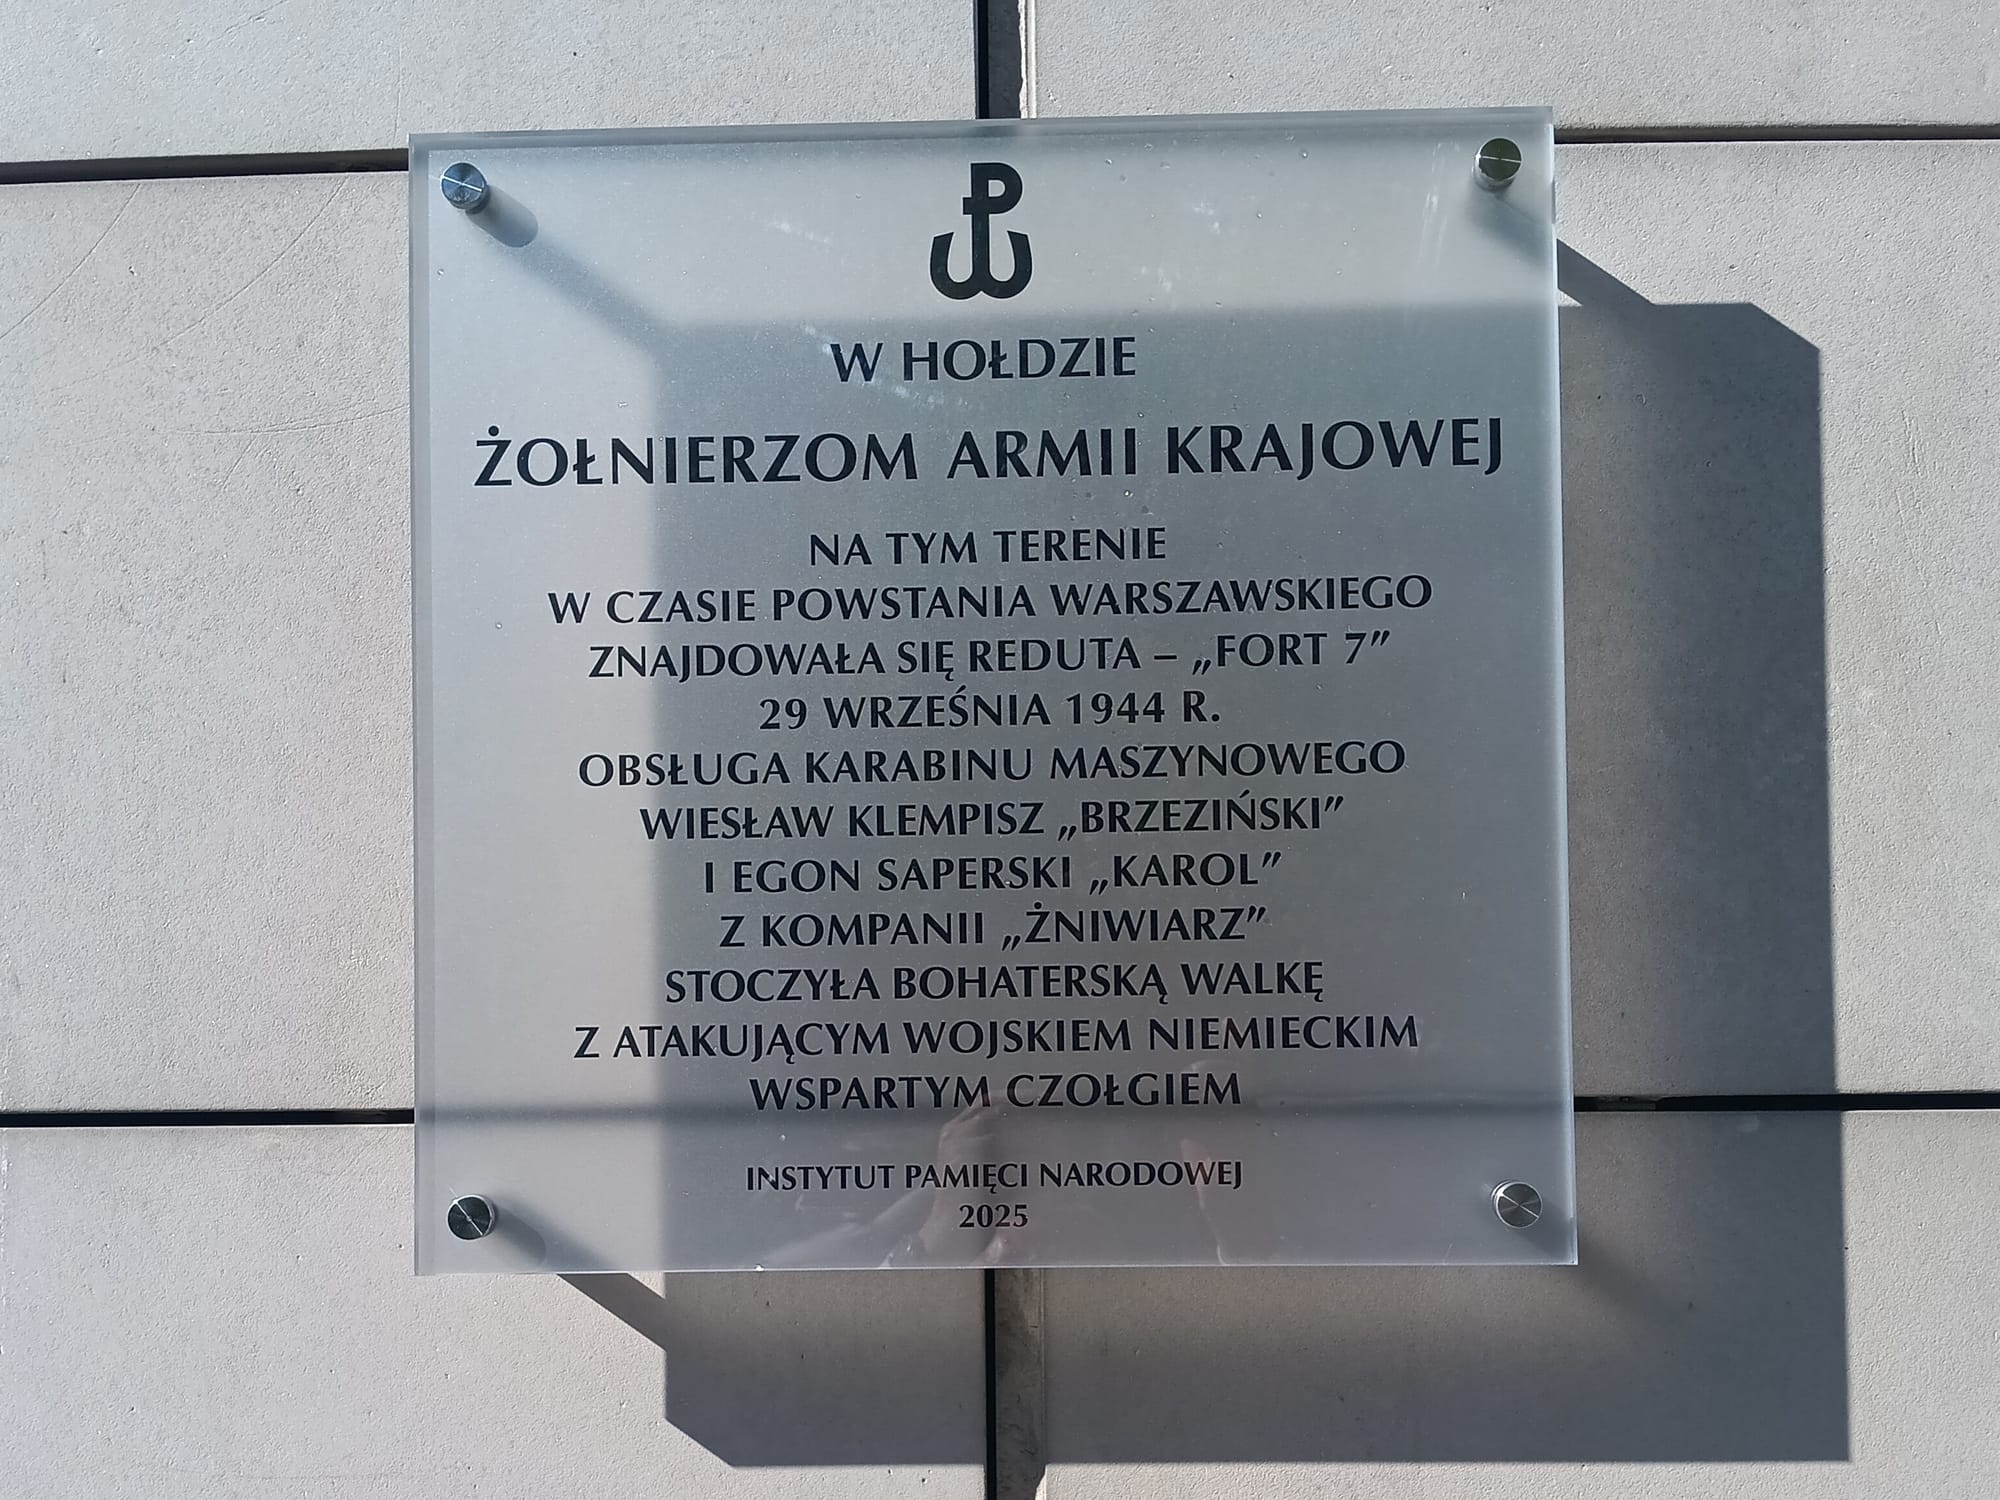 W HOŁDZIE
ŻOŁNIERZOM ARMII KRAJOWEJ
NA TYM TERENIE
W CZASIE POWSTANIA WARSZAWSKIEGO
ZNAJDOWAŁA SIĘ REDUTA – „FORT 7”
29 WRZEŚNIA 1944 R.
OBSŁUGA KARABINU MASZYNOWEGO
WIESŁAW KLEMPISZ „BRZEZIŃSKI”
I EGON SAPERSKI „KAROL”
Z KOMPANII „ŻNIWIARZ”
STOCZYŁA BOHATERSKĄ WALKĘ
Z ATAKUJĄCYM WOJSKIEM NIEMIECKIM
WSPARTYM CZOŁGIEM
INSTYTUT PAMIĘCI NARODOWEJ
2025